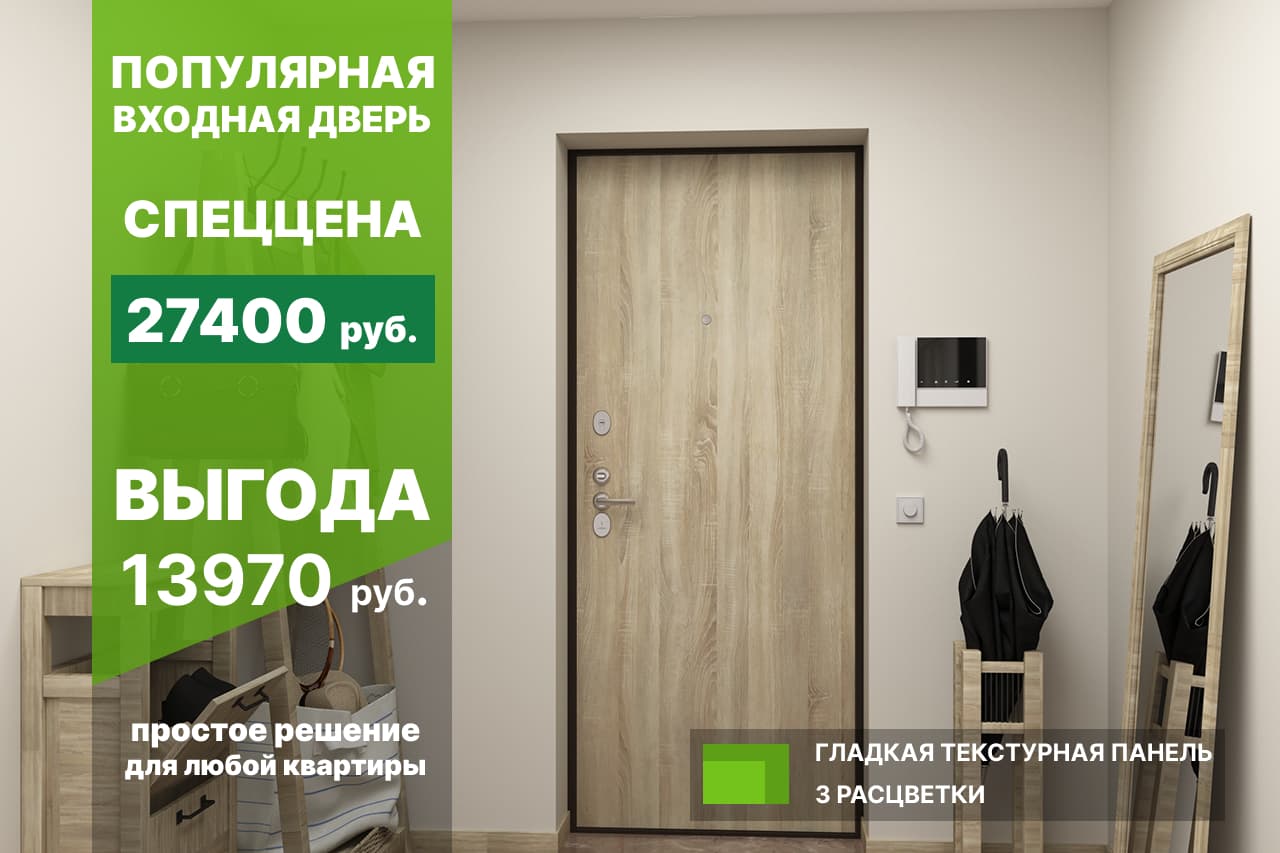 ПОПУЛЯРНАЯ
ВХОДНАЯ ДВЕРЬ
СПЕЦЦЕНА
27400 руб.
ВЫГОДА
13970 руб.
простое решение
для любой квартиры
ГЛАДКАЯ ТЕКСТУРНАЯ ПАНЕЛЬ
3 РАСЦВЕТКИ